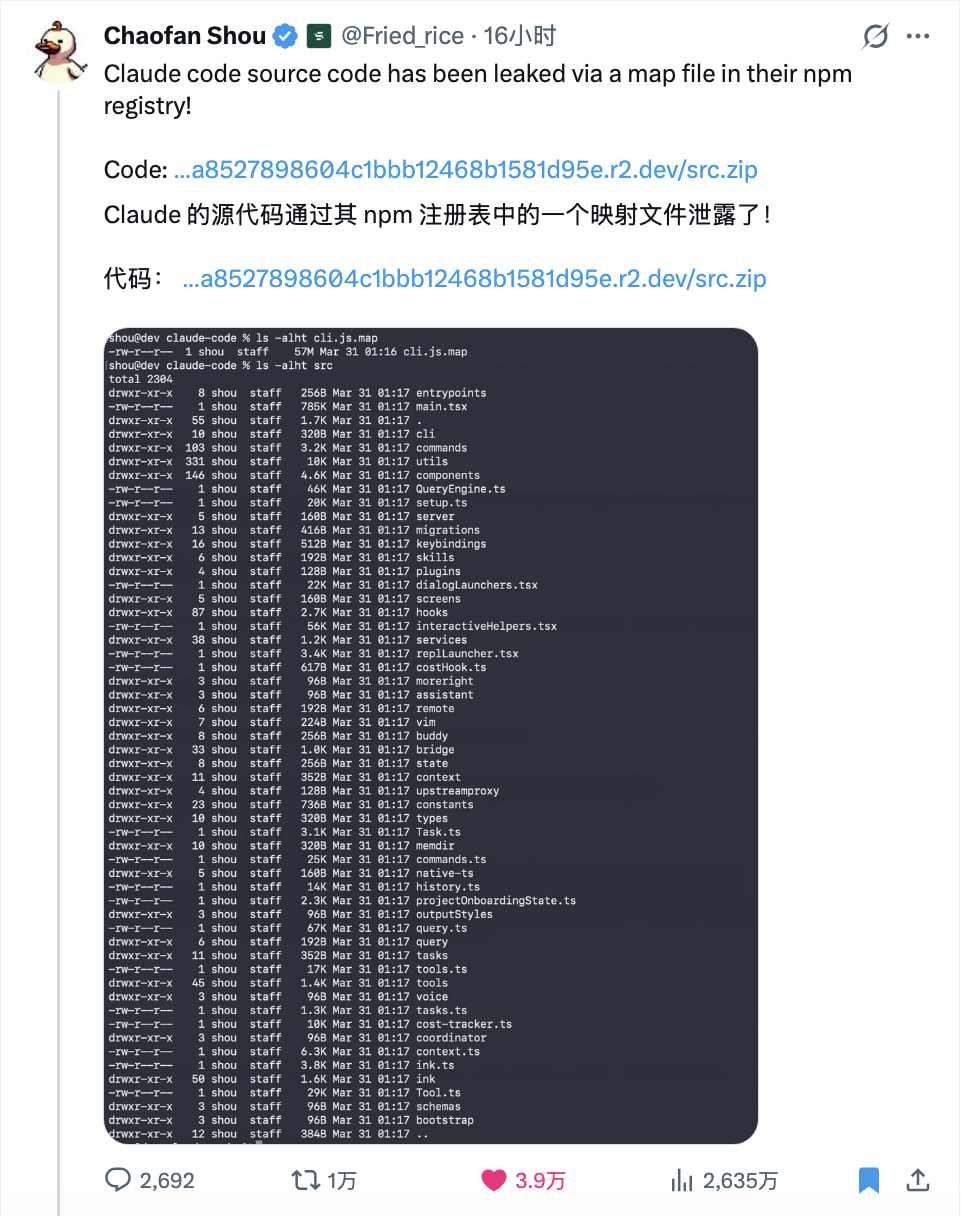 Chaofan Shou @Fried_rice · 16小时
Claude code source code has been leaked via a map file in their npm
registry!
Code: ...a8527898604c1bbb12468b1581d95e.r2.dev/src.zip
Claude 的源代码通过其 npm 注册表中的一个映射文件泄露了！
代码： ...a8527898604c1bbb12468b1581d95e.r2.dev/src.zip
shou@dev claude-code % ls -alht cli.js.map
-rw-r--r-- 1 shou staff 57M Mar 31 01:16 cli.js.map
shou@dev claude-code % ls -alht src
total 2304
drwxr-xr-x 8 shou staff 256B Mar 31 01:17 entrypoints
-rw-r--r-- 1 shou staff 785K Mar 31 01:17 main.tsx
drwxr-xr-x 55 shou staff 1.7K Mar 31 01:17 .
drwxr-xr-x 10 shou staff 320B Mar 31 01:17 cli
drwxr-xr-x 103 shou staff 3.2K Mar 31 01:17 commands
drwxr-xr-x 331 shou staff 10K Mar 31 01:17 utils
drwxr-xr-x 146 shou staff 4.6K Mar 31 01:17 components
-rw-r--r-- 1 shou staff 46K Mar 31 01:17 QueryEngine.ts
-rw-r--r-- 1 shou staff 20K Mar 31 01:17 setup.ts
drwxr-xr-x 5 shou staff 160B Mar 31 01:17 server
drwxr-xr-x 13 shou staff 416B Mar 31 01:17 migrations
drwxr-xr-x 16 shou staff 512B Mar 31 01:17 keybindings
drwxr-xr-x 6 shou staff 192B Mar 31 01:17 skills
drwxr-xr-x 4 shou staff 128B Mar 31 01:17 plugins
-rw-r--r-- 1 shou staff 22K Mar 31 01:17 dialogLaunchers.tsx
drwxr-xr-x 5 shou staff 160B Mar 31 01:17 screens
drwxr-xr-x 87 shou staff 2.7K Mar 31 01:17 hooks
-rw-r--r-- 1 shou staff 56K Mar 31 01:17 interactiveHelpers.tsx
drwxr-xr-x 38 shou staff 1.2K Mar 31 01:17 services
-rw-r--r-- 1 shou staff 3.4K Mar 31 01:17 replLauncher.tsx
-rw-r--r-- 1 shou staff 617B Mar 31 01:17 costHook.ts
drwxr-xr-x 3 shou staff 96B Mar 31 01:17 moreright
drwxr-xr-x 3 shou staff 96B Mar 31 01:17 assistant
drwxr-xr-x 6 shou staff 192B Mar 31 01:17 remote
drwxr-xr-x 7 shou staff 224B Mar 31 01:17 vim
drwxr-xr-x 8 shou staff 256B Mar 31 01:17 buddy
drwxr-xr-x 33 shou staff 1.0K Mar 31 01:17 bridge
drwxr-xr-x 8 shou staff 256B Mar 31 01:17 state
drwxr-xr-x 11 shou staff 352B Mar 31 01:17 context
drwxr-xr-x 4 shou staff 128B Mar 31 01:17 upstreamproxy
drwxr-xr-x 23 shou staff 736B Mar 31 01:17 constants
drwxr-xr-x 10 shou staff 320B Mar 31 01:17 types
-rw-r--r-- 1 shou staff 3.1K Mar 31 01:17 Task.ts
drwxr-xr-x 10 shou staff 320B Mar 31 01:17 memdir
-rw-r--r-- 1 shou staff 25K Mar 31 01:17 commands.ts
drwxr-xr-x 5 shou staff 160B Mar 31 01:17 native-ts
-rw-r--r-- 1 shou staff 14K Mar 31 01:17 history.ts
-rw-r--r-- 1 shou staff 2.3K Mar 31 01:17 projectOnboardingState.ts
drwxr-xr-x 3 shou staff 96B Mar 31 01:17 outputStyles
-rw-r--r-- 1 shou staff 67K Mar 31 01:17 query.ts
drwxr-xr-x 6 shou staff 192B Mar 31 01:17 query
drwxr-xr-x 11 shou staff 352B Mar 31 01:17 tasks
-rw-r--r-- 1 shou staff 17K Mar 31 01:17 tools.ts
drwxr-xr-x 45 shou staff 1.4K Mar 31 01:17 tools
drwxr-xr-x 3 shou staff 96B Mar 31 01:17 voice
-rw-r--r-- 1 shou staff 1.3K Mar 31 01:17 tasks.ts
-rw-r--r-- 1 shou staff 10K Mar 31 01:17 cost-tracker.ts
drwxr-xr-x 3 shou staff 96B Mar 31 01:17 coordinator
-rw-r--r-- 1 shou staff 6.3K Mar 31 01:17 context.ts
-rw-r--r-- 1 shou staff 3.8K Mar 31 01:17 ink.ts
drwxr-xr-x 50 shou staff 1.6K Mar 31 01:17 ink
-rw-r--r-- 1 shou staff 29K Mar 31 01:17 Tool.ts
drwxr-xr-x 3 shou staff 96B Mar 31 01:17 schemas
drwxr-xr-x 3 shou staff 96B Mar 31 01:17 bootstrap
drwxr-xr-x 12 shou staff 384B Mar 31 01:17 ..
2,692 1万 3.9万 2,635万